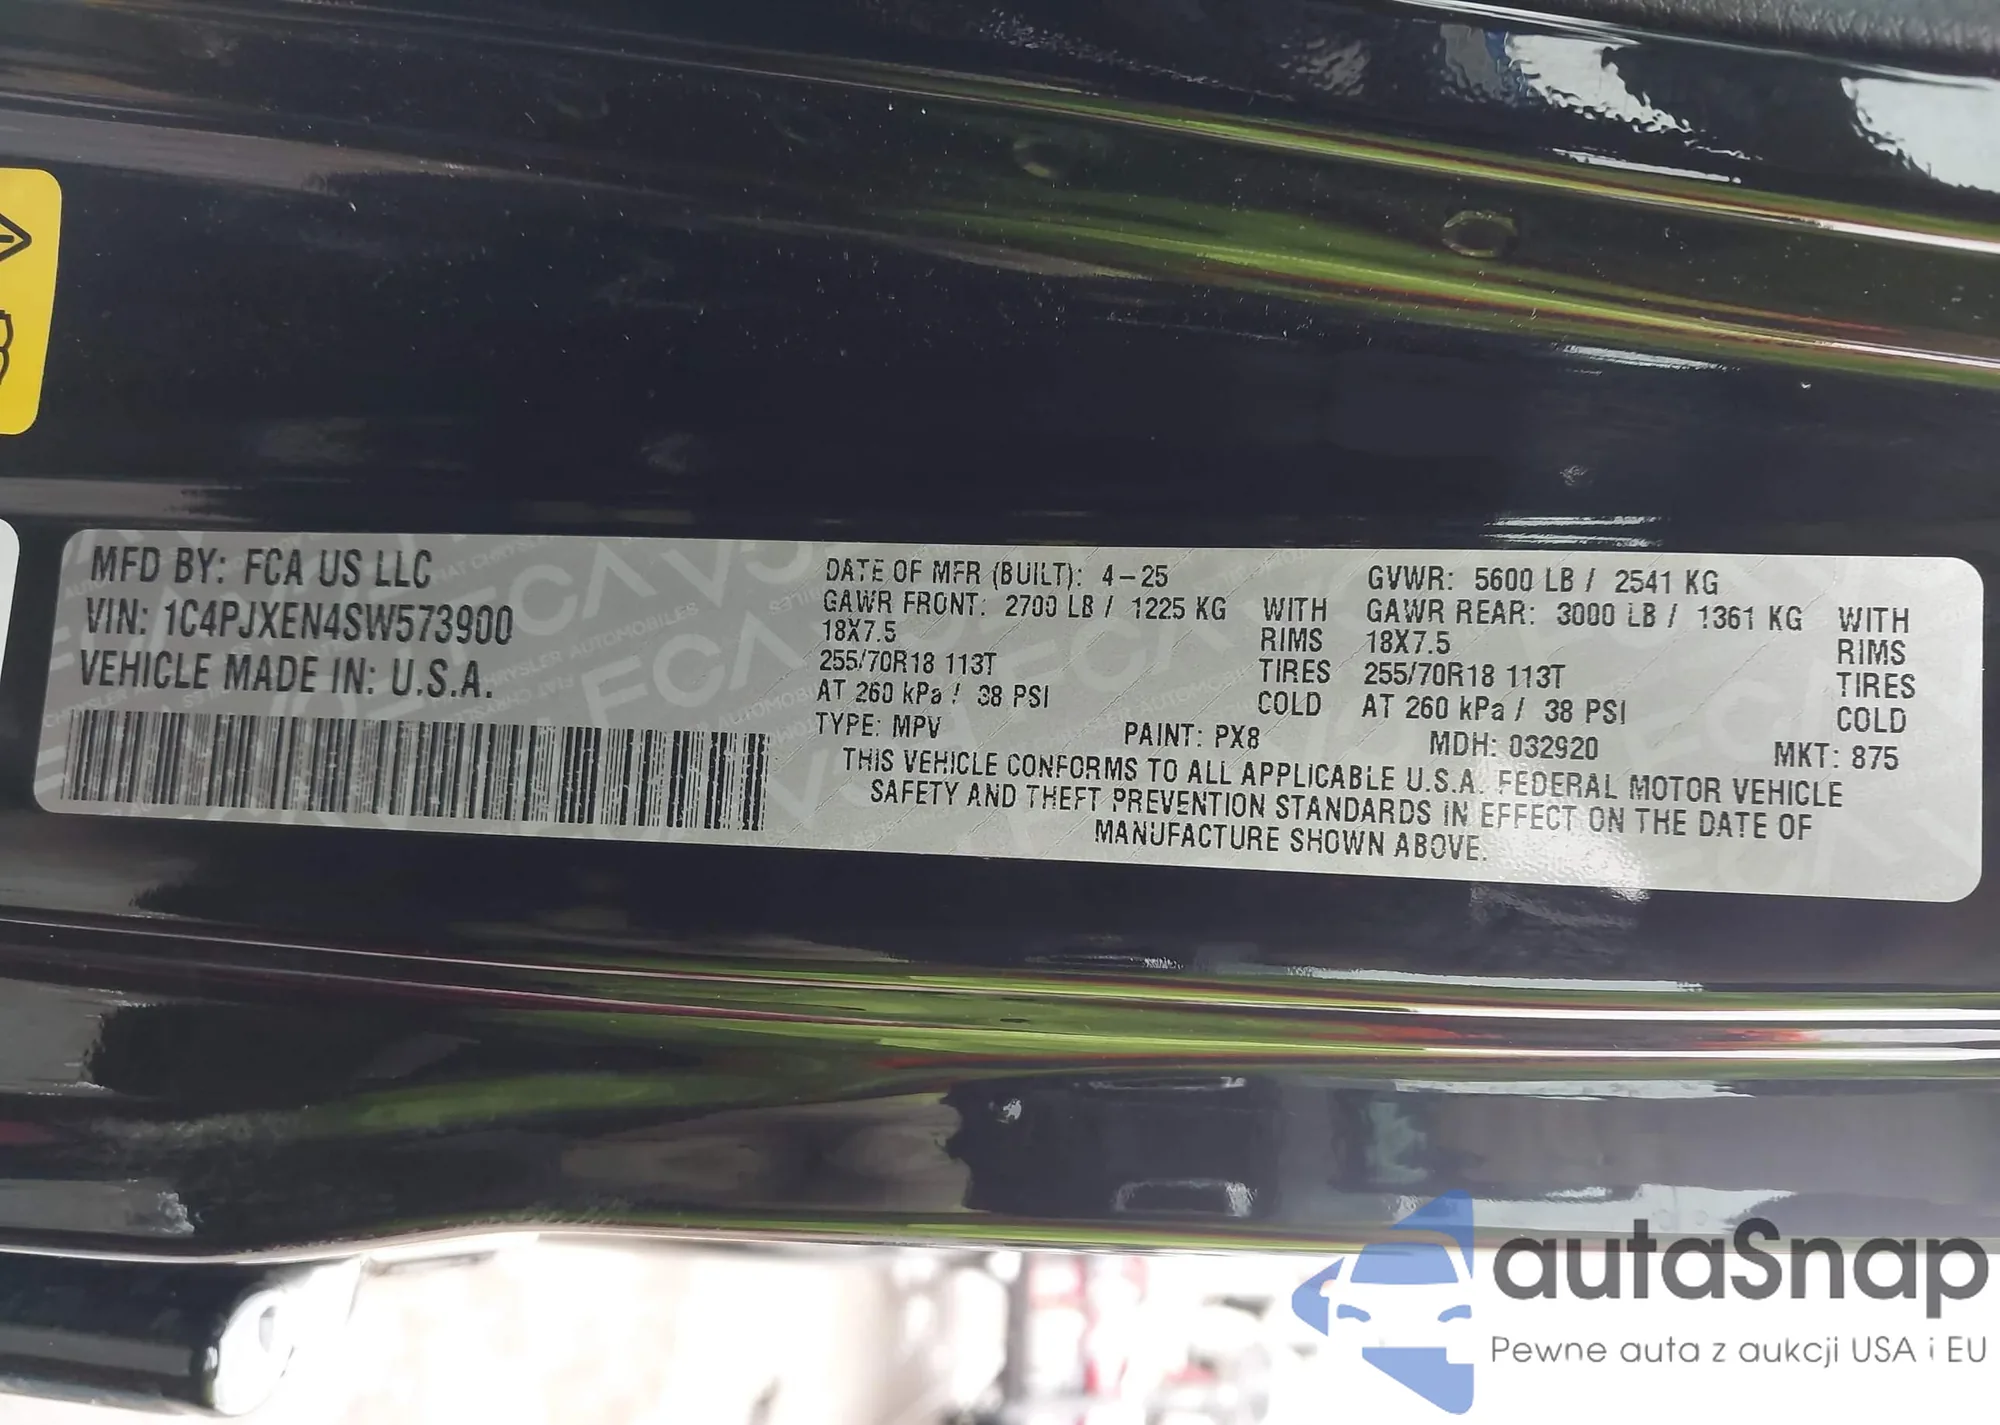 MFD BY: FCA US LLC
VIN: 1C4PJXEN4SW573900
VEHICLE MADE IN: U.S.A.
DATE OF MFR (BUILT): 4-25 GVWR: 5600 LB / 2541 KG
GAWR FRONT: 2700 LB / 1225 KG WITH GAWR REAR: 3000 LB / 1361 KG WITH
18X7.5 RIMS 18X7.5 RIMS
255/70R18 113T TIRES 255/70R18 113T TIRES
AT 260 kPa / 38 PSI COLD AT 260 kPa / 38 PSI COLD
TYPE: MPV PAINT: PX8 MDH: 032920 MKT: 875
THIS VEHICLE CONFORMS TO ALL APPLICABLE U.S.A. FEDERAL MOTOR VEHICLE
SAFETY AND THEFT PREVENTION STANDARDS IN EFFECT ON THE DATE OF
MANUFACTURE SHOWN ABOVE.
autaSnap
Pewne auta z aukcji USA i EU